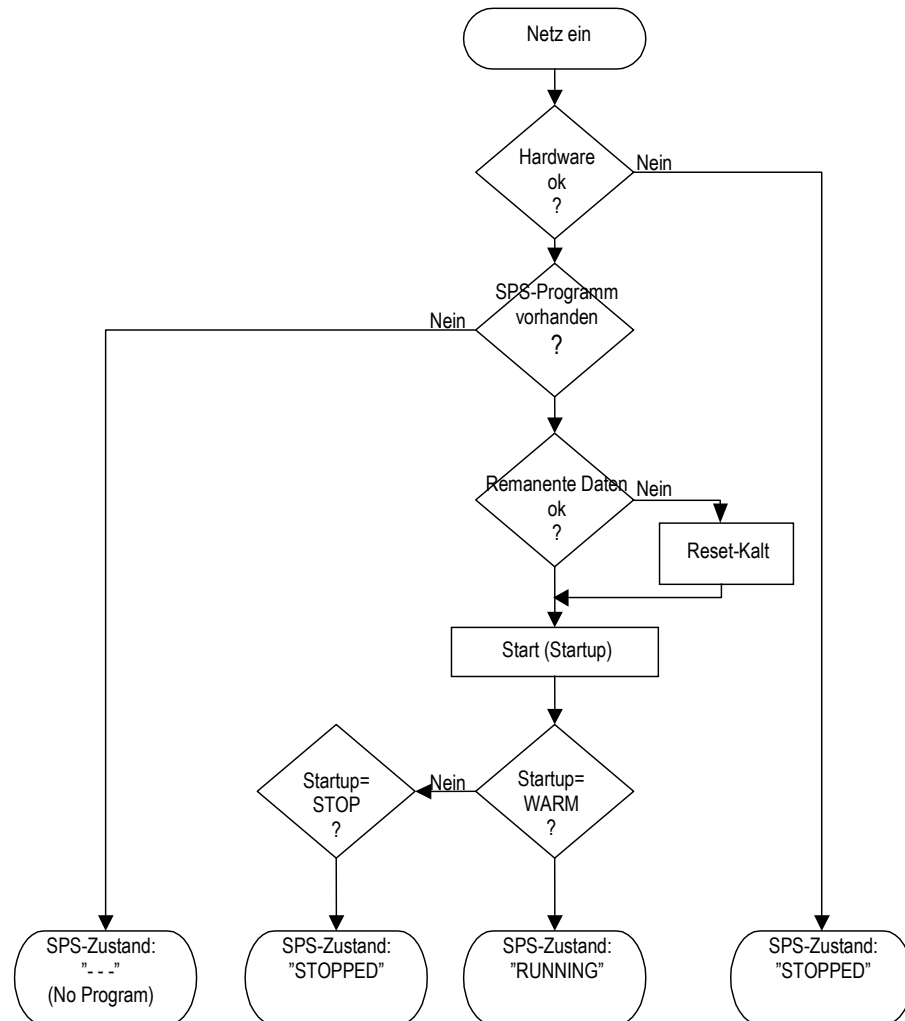 Netz ein
Hardware
ok
?
Nein
SPS-Programm
vorhanden
?
Nein
Remanente Daten
ok
?
Nein
Reset-Kalt
Start (Startup)
Startup=
WARM
?
Nein
Startup=
STOP
?
SPS-Zustand:
"- - -"
(No Program)
SPS-Zustand:
"STOPPED"
SPS-Zustand:
"RUNNING"
SPS-Zustand:
"STOPPED"